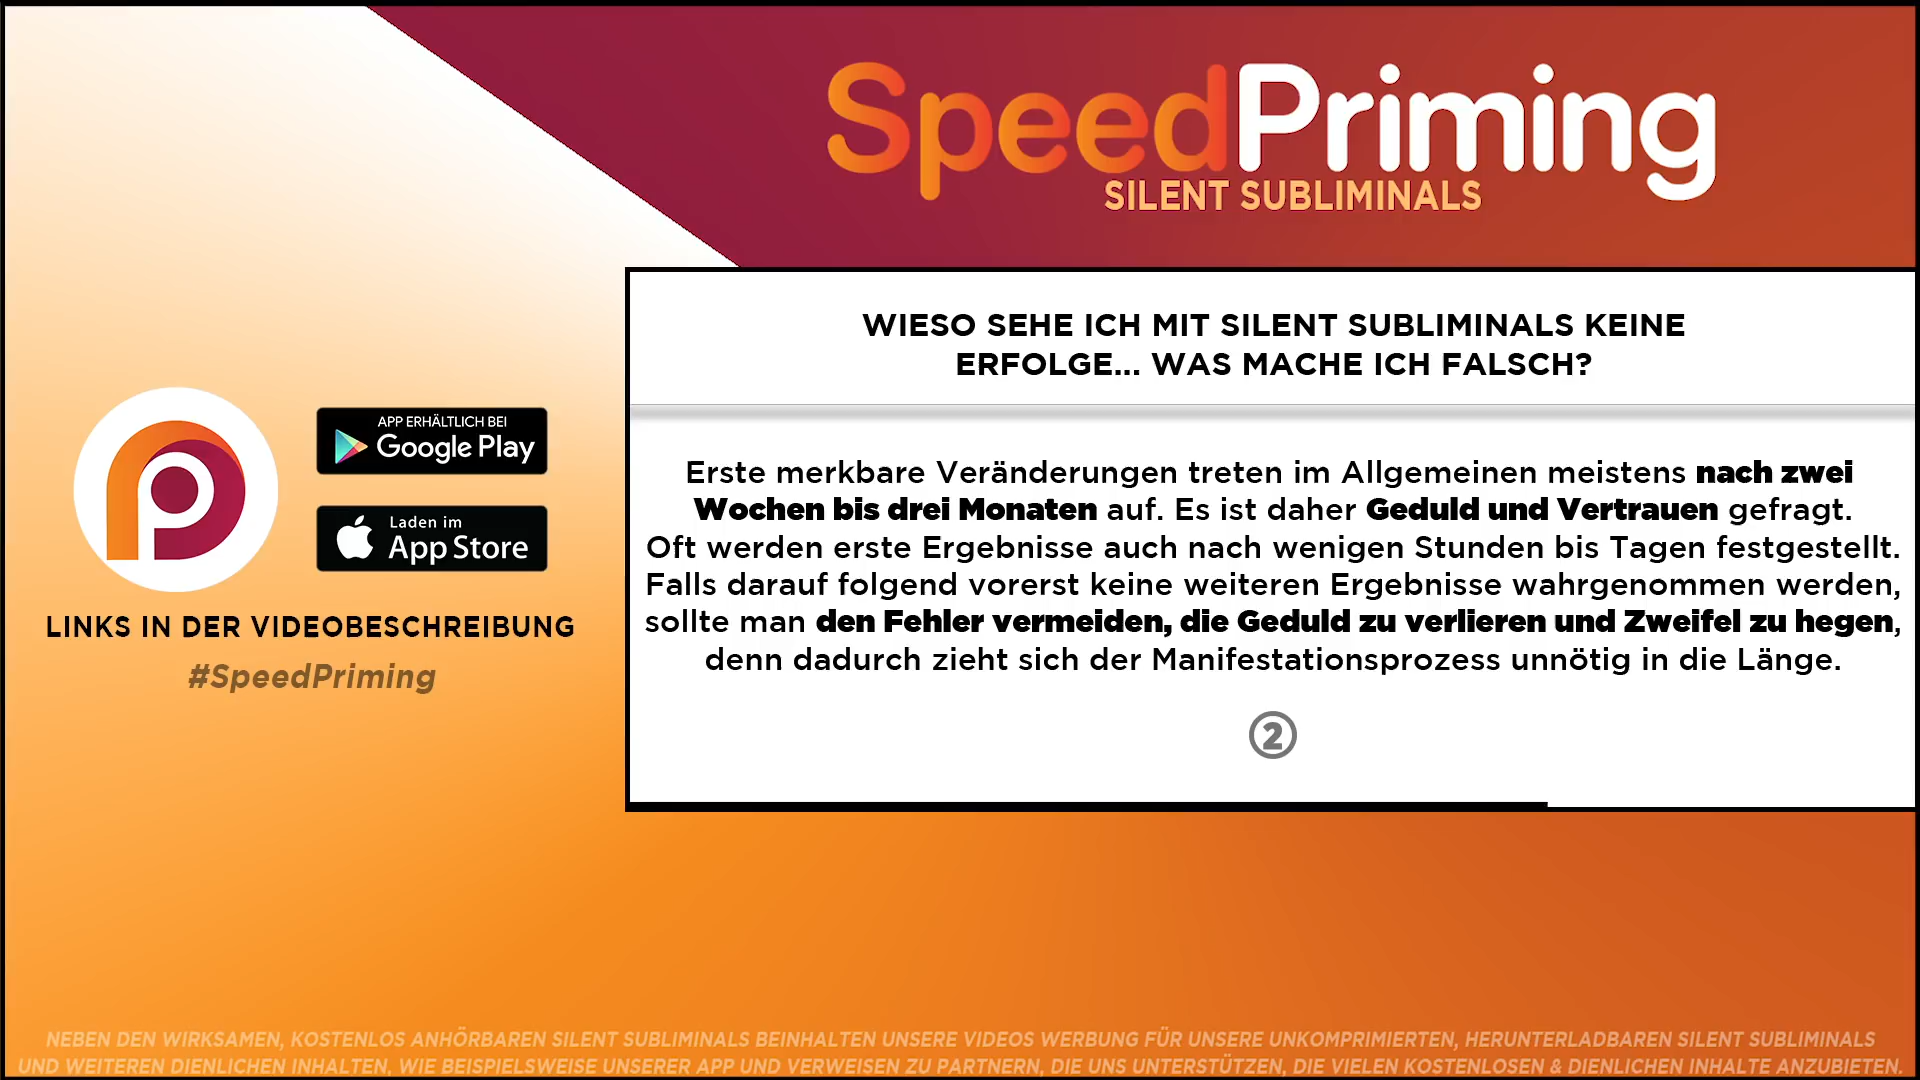 SpeedPriming
SILENT SUBLIMINALS
WIESO SEHE ICH MIT SILENT SUBLIMINALS KEINE
ERFOLGE... WAS MACHE ICH FALSCH?
Erste merkbare Veränderungen treten im Allgemeinen meistens nach zwei
Wochen bis drei Monaten auf. Es ist daher Geduld und Vertrauen gefragt.
Oft werden erste Ergebnisse auch nach wenigen Stunden bis Tagen festgestellt.
Falls darauf folgend vorerst keine weiteren Ergebnisse wahrgenommen werden,
sollte man den Fehler vermeiden, die Geduld zu verlieren und Zweifel zu hegen,
denn dadurch zieht sich der Manifestationsprozess unnötig in die Länge.
2
APP ERHÄLTLICH BEI
Google Play
Laden im
App Store
LINKS IN DER VIDEOBESCHREIBUNG
#SpeedPriming
NEBEN DEN WIRKSAMEN, KOSTENLOS ANHÖRBAREN SILENT SUBLIMINALS BEINHALTEN UNSERE VIDEOS WERBUNG FÜR UNSERE UNKOMPRIMIERTEN, HERUNTERLADBAREN SILENT SUBLIMINALS
UND WEITEREN DIENLICHEN INHALTEN, WIE BEISPIELSWEISE UNSERER APP UND VERWEISEN ZU PARTNERN, DIE UNS UNTERSTÜTZEN, DIE VIELEN KOSTENLOSEN & DIENLICHEN INHALTE ANZUBIETEN.